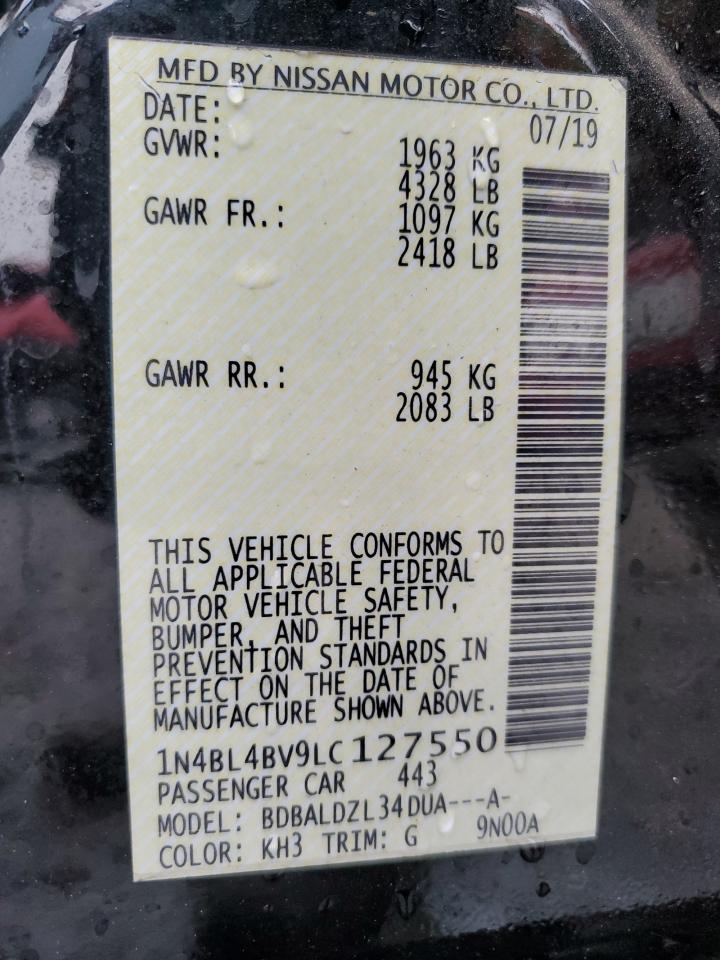 MFD BY NISSAN MOTOR CO., LTD.
DATE: 07/19
GVWR: 1963 KG
4328 LB
GAWR FR.: 1097 KG
2418 LB
GAWR RR.: 945 KG
2083 LB
THIS VEHICLE CONFORMS TO
ALL APPLICABLE FEDERAL
MOTOR VEHICLE SAFETY,
BUMPER, AND THEFT
PREVENTION STANDARDS IN
EFFECT ON THE DATE OF
MANUFACTURE SHOWN ABOVE.
1N4BL4BV9LC127550
PASSENGER CAR 443
MODEL: BDBALDZL34DUA---A-
COLOR: KH3 TRIM: G 9N00A